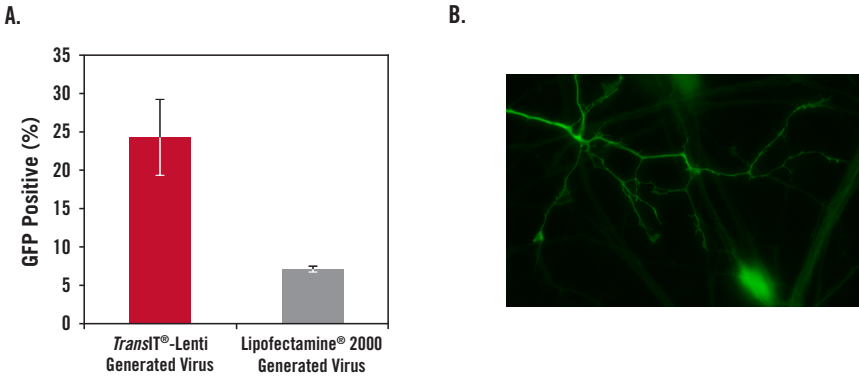 A.
B.
35
30
25
20
15
10
5
0
GFP Positive (%)
TransIT®-Lenti
Generated Virus
Lipofectamine® 2000
Generated Virus